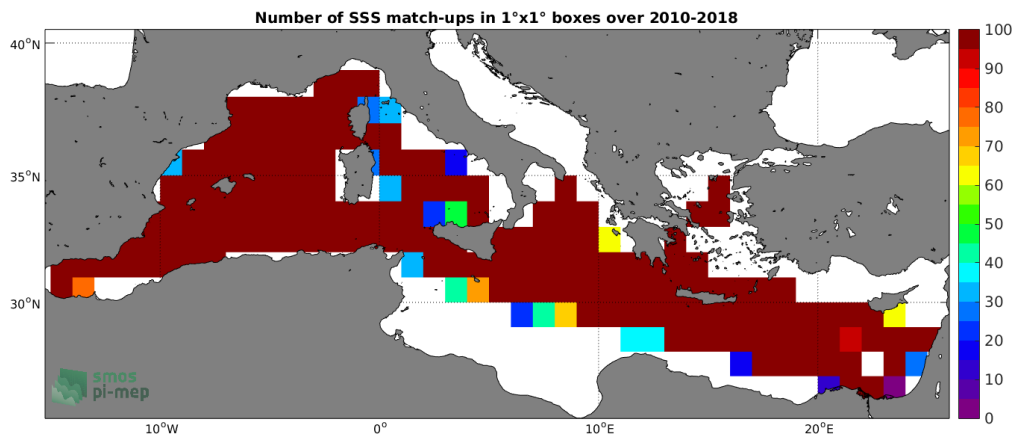 Number of SSS match-ups in 1°x1° boxes over 2010-2018
40°N
35°N
30°N
10°W
0°
10°E
20°E
100
90
80
70
60
50
40
30
20
10
0
smos
pi-mep